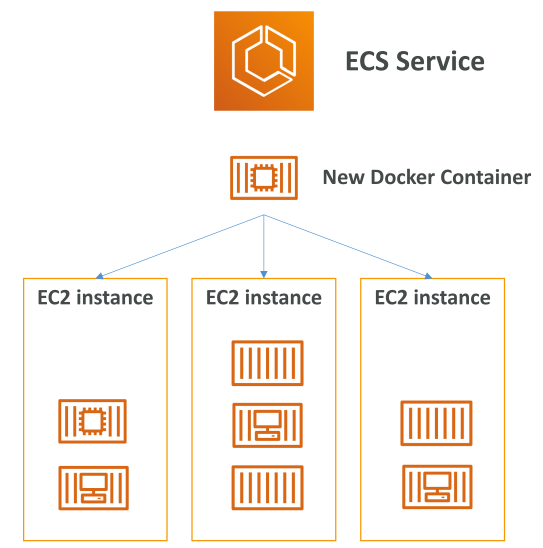 ECS Service
New Docker Container
EC2 instance
EC2 instance
EC2 instance